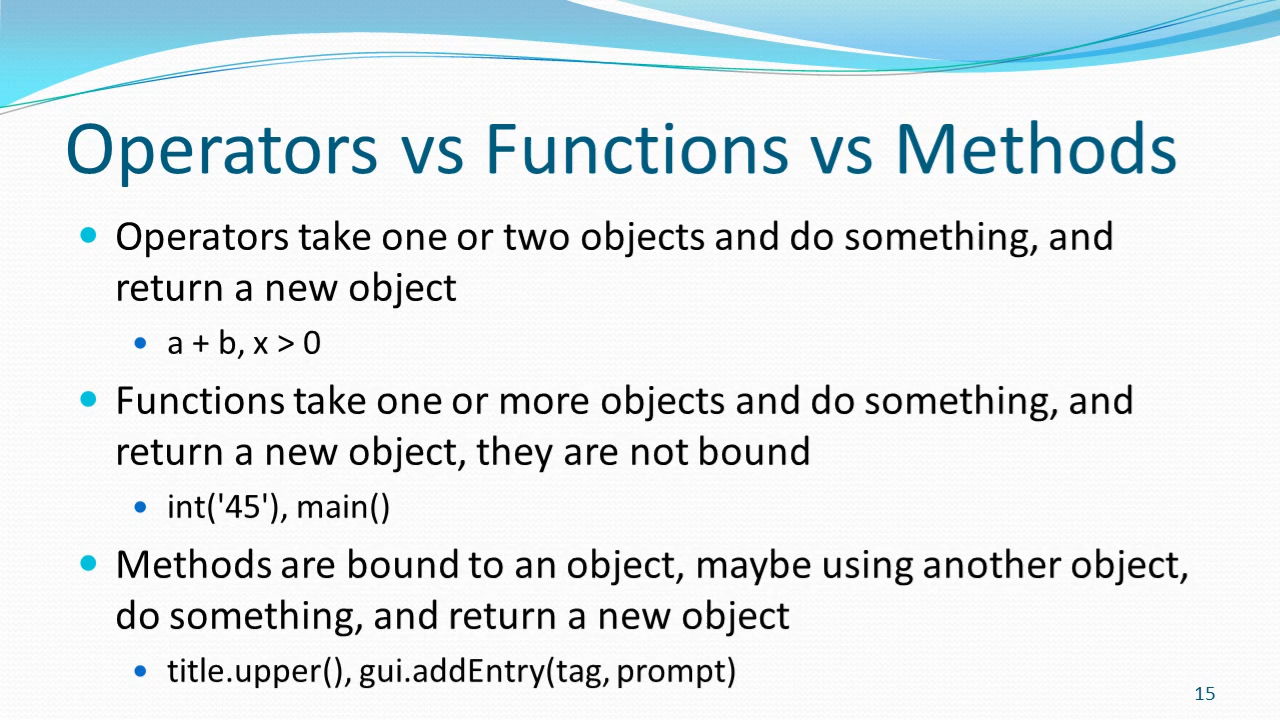 Operators vs Functions vs Methods
Operators take one or two objects and do something, and
return a new object
a + b, x > 0
Functions take one or more objects and do something, and
return a new object, they are not bound
int('45'), main()
Methods are bound to an object, maybe using another object,
do something, and return a new object
title.upper(), gui.addEntry(tag, prompt)
15